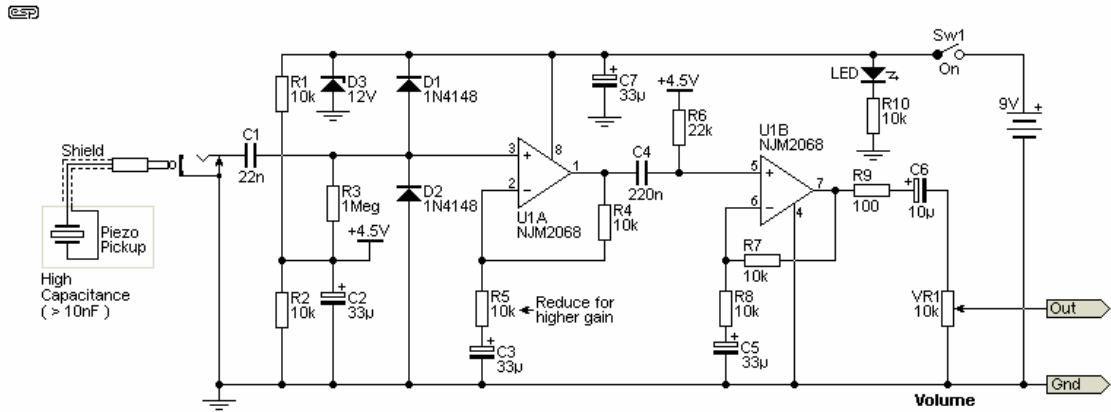 esp
Sw1
On
LED
R10
10k
9V
+
R1
10k
D3
12V
D1
1N4148
+
C7
33µ
+4.5V
R6
22k
U1B
NJM2068
Shield
C1
22n
3
+
8
1
2
−
U1A
NJM2068
C4
220n
5
+
7
6
−
4
R9
100
+
C6
10µ
R3
1Meg
+4.5V
D2
1N4148
R4
10k
R7
10k
Piezo
Pickup
High
Capacitance
( > 10nF )
R2
10k
+
C2
33µ
R5
10k
Reduce for
higher gain
+
C3
33µ
R8
10k
+
C5
33µ
VR1
10k
Out
Gnd
Volume